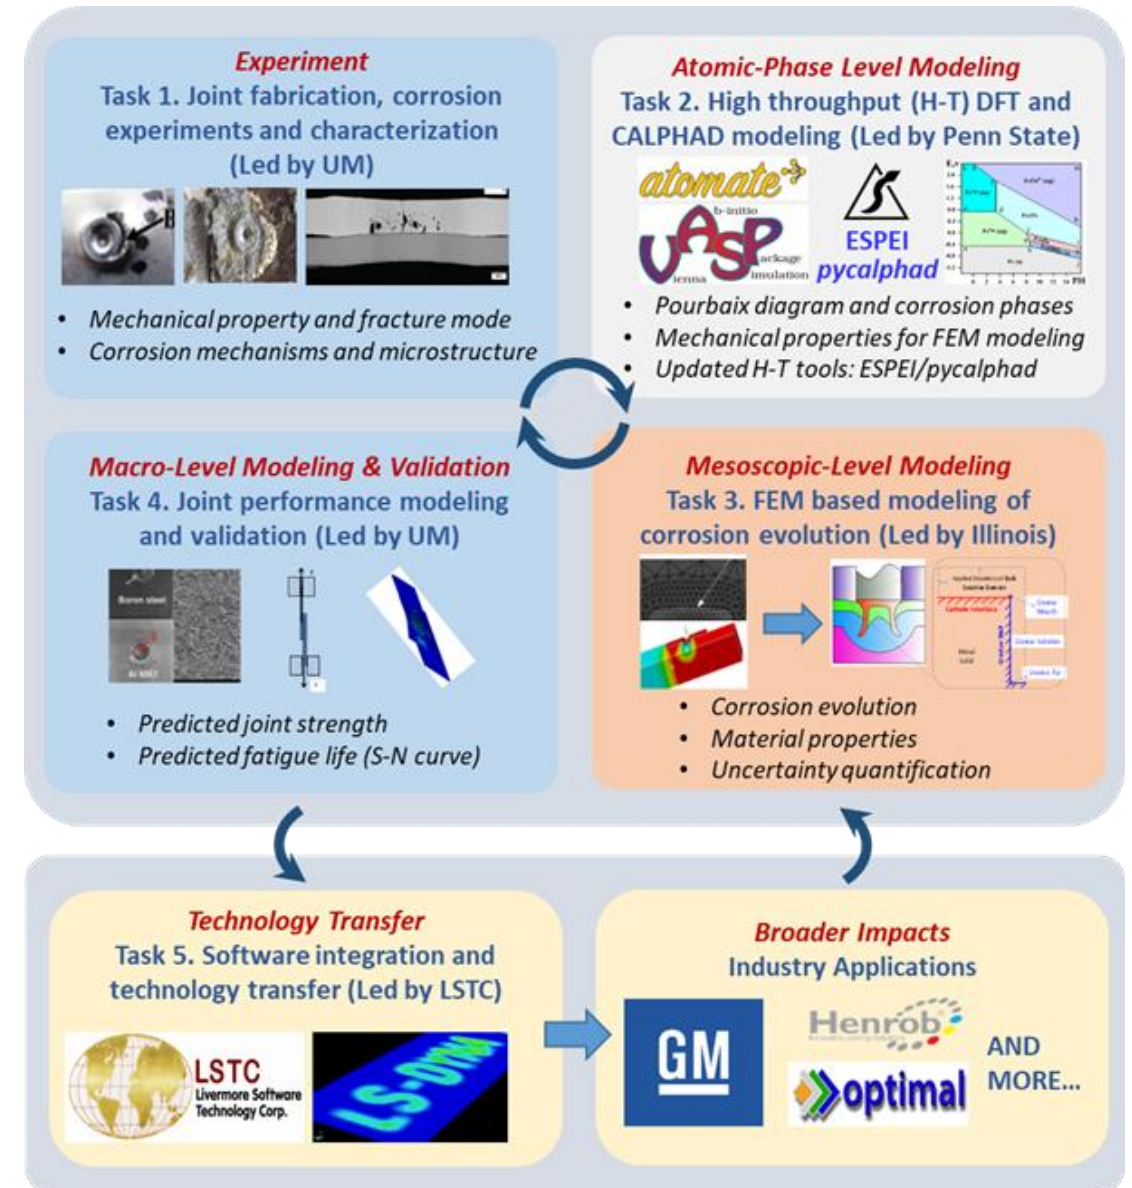 Experiment
Task 1. Joint fabrication, corrosion
experiments and characterization
(Led by UM)
• Mechanical property and fracture mode
• Corrosion mechanisms and microstructure
Atomic-Phase Level Modeling
Task 2. High throughput (H-T) DFT and
CALPHAD modeling (Led by Penn State)
atomate
b-initio
VASP
ackage
ienna
imulation
ESPEI
pycalphad
PH
• Pourbaix diagram and corrosion phases
• Mechanical properties for FEM modeling
• Updated H-T tools: ESPEI/pycalphad
Macro-Level Modeling & Validation
Task 4. Joint performance modeling
and validation (Led by UM)
Boron steel
• Predicted joint strength
• Predicted fatigue life (S-N curve)
Mesoscopic-Level Modeling
Task 3. FEM based modeling of
corrosion evolution (Led by Illinois)
• Corrosion evolution
• Material properties
• Uncertainty quantification
Technology Transfer
Task 5. Software integration and
technology transfer (Led by LSTC)
LSTC
Livermore Software
Technology Corp.
LS-DYNA
Broader Impacts
Industry Applications
GM
Henrob
optimal
AND
MORE...